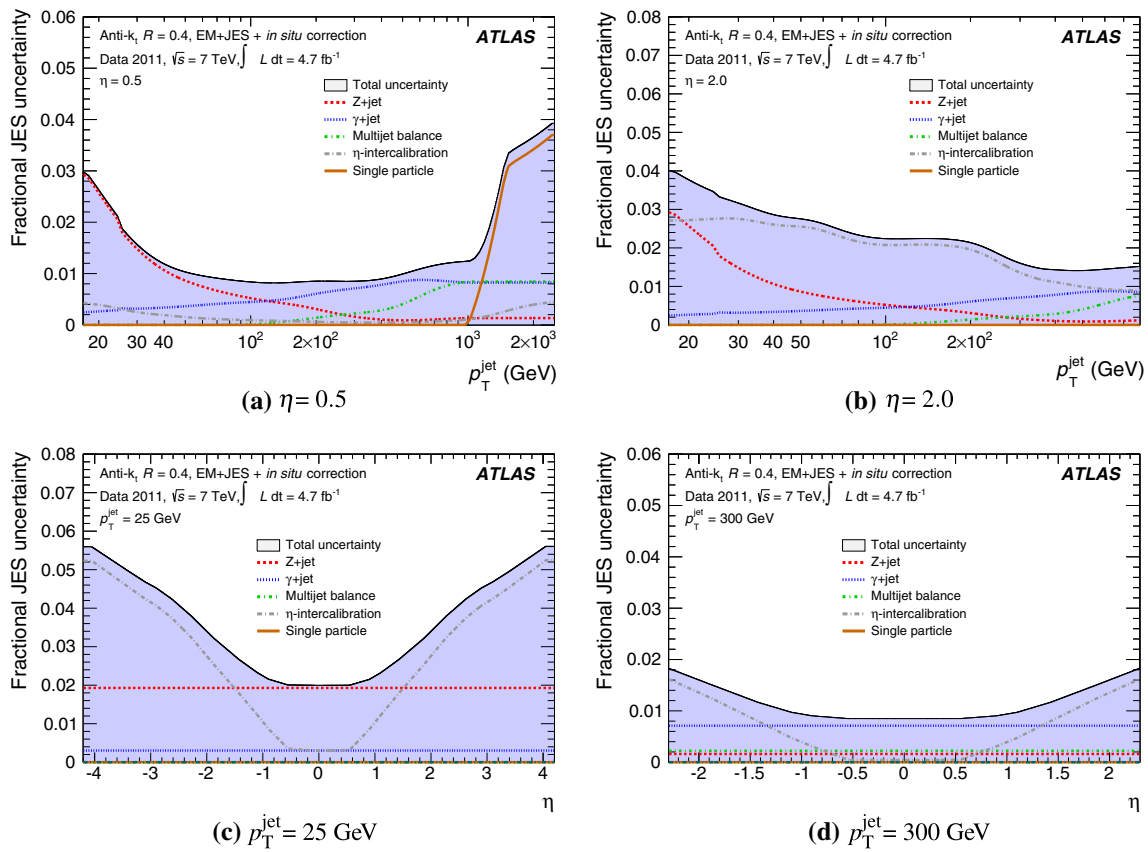 Fractional JES uncertainty
0.06
0.05
0.04
0.03
0.02
0.01
0
Anti-kt R = 0.4, EM+JES + in situ correction
ATLAS
Data 2011, √s = 7 TeV,∫ L dt = 4.7 fb⁻¹
η = 0.5
Total uncertainty
Z+jet
γ+jet
Multijet balance
η-intercalibration
Single particle
20 30 40 10² 2×10² 10³ 2×10³
p_T^jet (GeV)
(a) η = 0.5
Fractional JES uncertainty
0.08
0.07
0.06
0.05
0.04
0.03
0.02
0.01
0
Anti-kt R = 0.4, EM+JES + in situ correction
ATLAS
Data 2011, √s = 7 TeV,∫ L dt = 4.7 fb⁻¹
η = 2.0
Total uncertainty
Z+jet
γ+jet
Multijet balance
η-intercalibration
Single particle
20 30 40 10² 2×10²
p_T^jet (GeV)
(b) η = 2.0
Fractional JES uncertainty
0.08
0.07
0.06
0.05
0.04
0.03
0.02
0.01
0
Anti-kt R = 0.4, EM+JES + in situ correction
ATLAS
Data 2011, √s = 7 TeV,∫ L dt = 4.7 fb⁻¹
p_T^jet = 25 GeV
Total uncertainty
Z+jet
γ+jet
Multijet balance
η-intercalibration
Single particle
-4 -3 -2 -1 0 1 2 3 4
η
(c) p_T^jet = 25 GeV
Fractional JES uncertainty
0.06
0.05
0.04
0.03
0.02
0.01
0
Anti-kt R = 0.4, EM+JES + in situ correction
ATLAS
Data 2011, √s = 7 TeV,∫ L dt = 4.7 fb⁻¹
p_T^jet = 300 GeV
Total uncertainty
Z+jet
γ+jet
Multijet balance
η-intercalibration
Single particle
-2 -1.5 -1 -0.5 0 0.5 1 1.5 2
η
(d) p_T^jet = 300 GeV